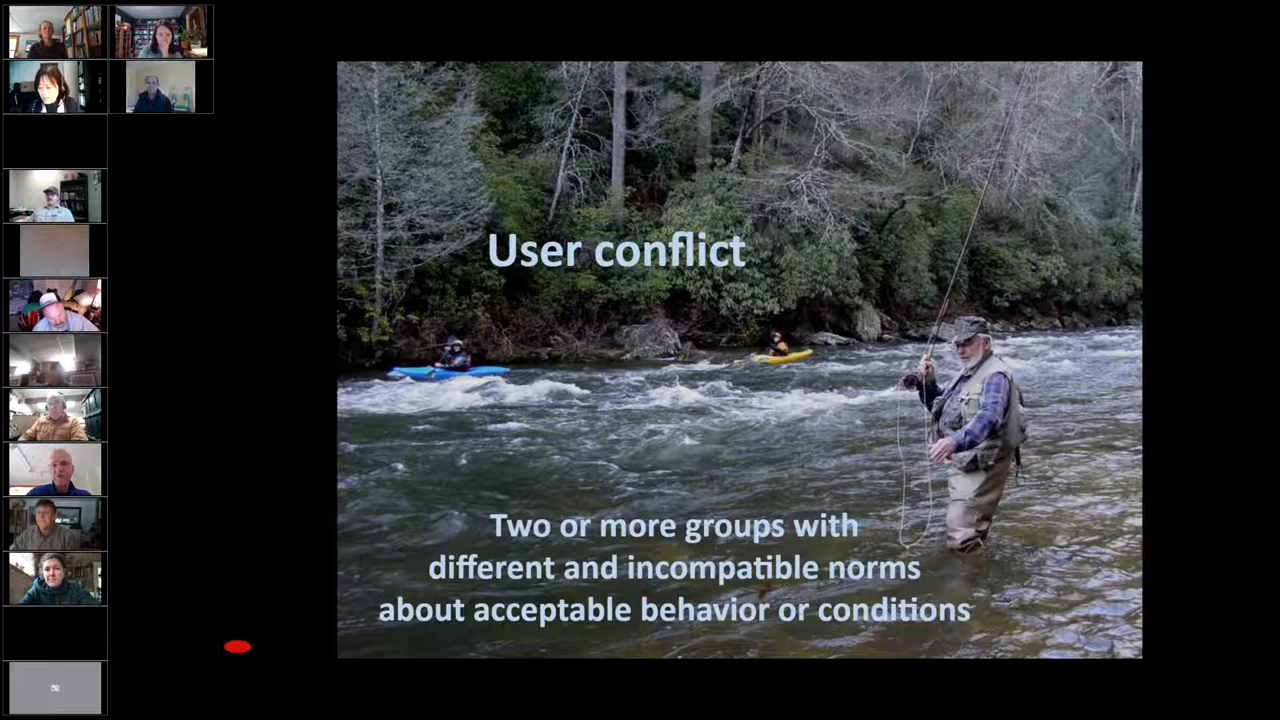 User conflict
Two or more groups with
different and incompatible norms
about acceptable behavior or conditions